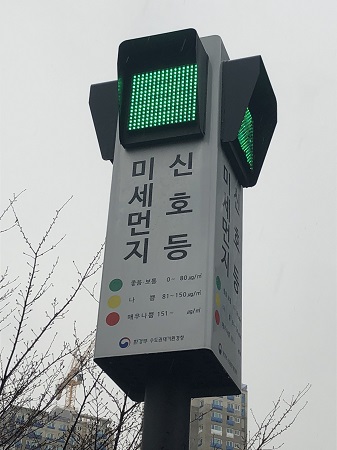 미세먼지
신호등
좋음·보통 0~ 80㎍/㎥
나 쁨 81~150㎍/㎥
매우나쁨 151~ ㎍/㎥
환경부 수도권대기환경청
미세먼지
신호등